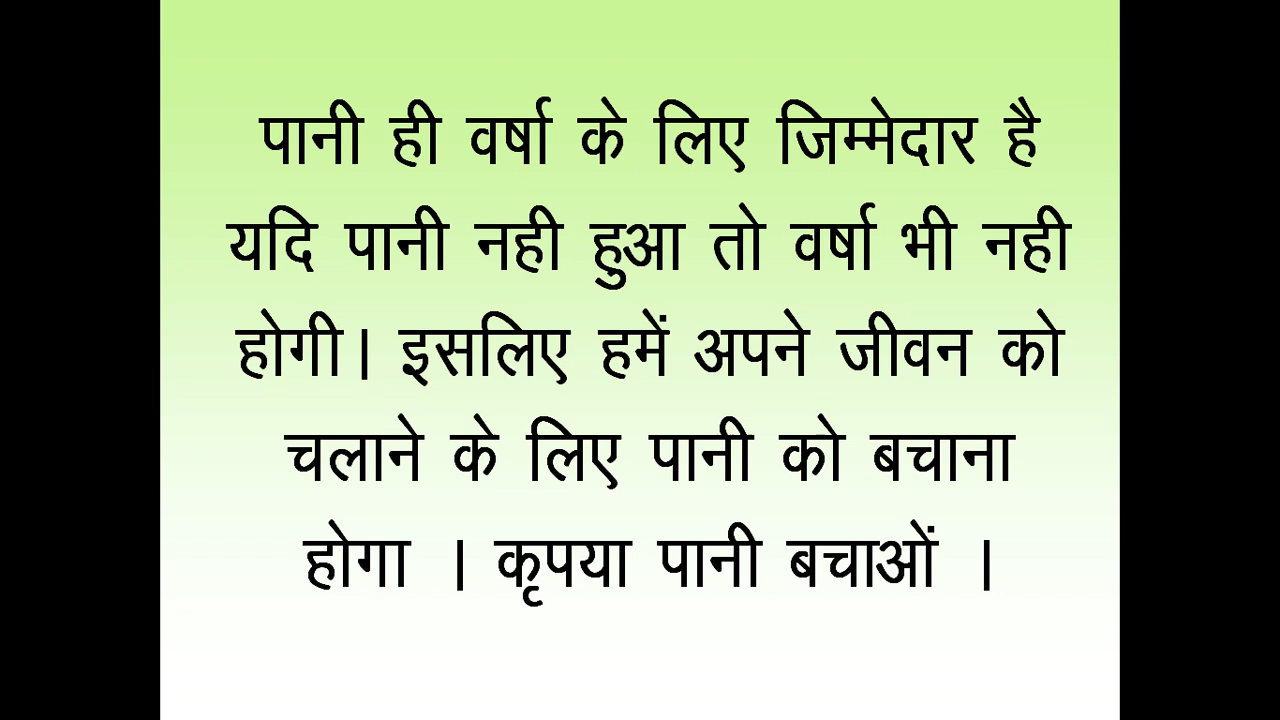 पानी ही वर्षा के लिए जिम्मेदार है
यदि पानी नही हुआ तो वर्षा भी नही
होगी। इसलिए हमें अपने जीवन को
चलाने के लिए पानी को बचाना
होगा । कृपया पानी बचाओं ।